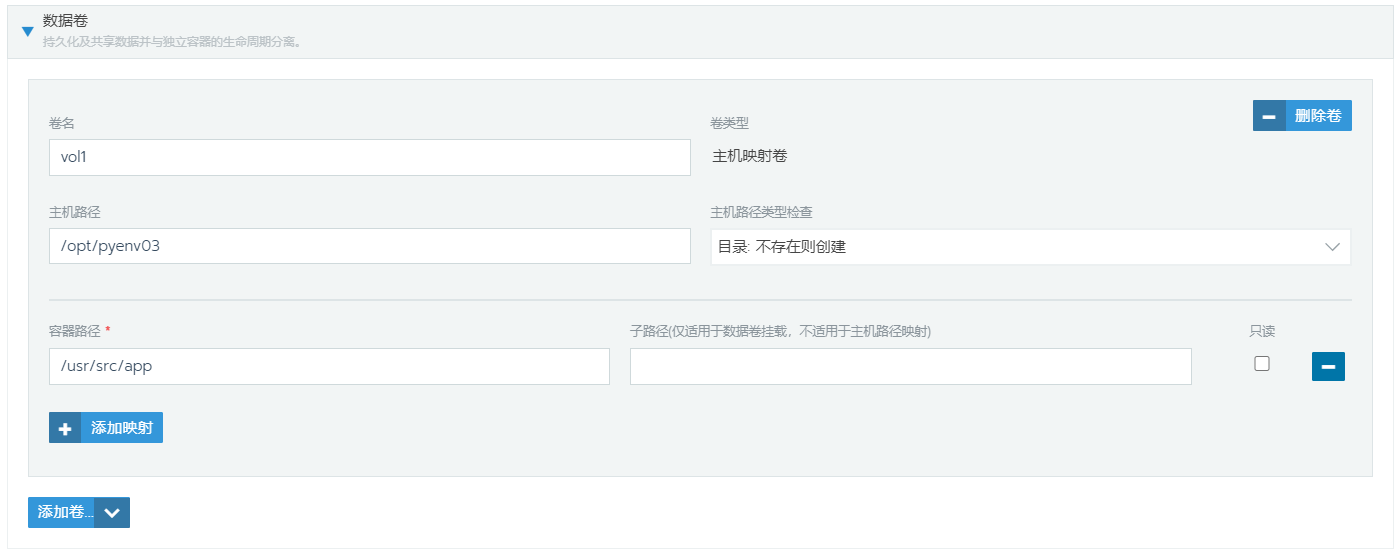 数据卷
持久化及共享数据并与独立容器的生命周期分离。
删除卷
卷名
卷类型
vol1
主机映射卷
主机路径
主机路径类型检查
/opt/pyenv03
目录: 不存在则创建
容器路径 *
子路径(仅适用于数据卷挂载，不适用于主机路径映射)
只读
/usr/src/app
添加映射
添加卷...